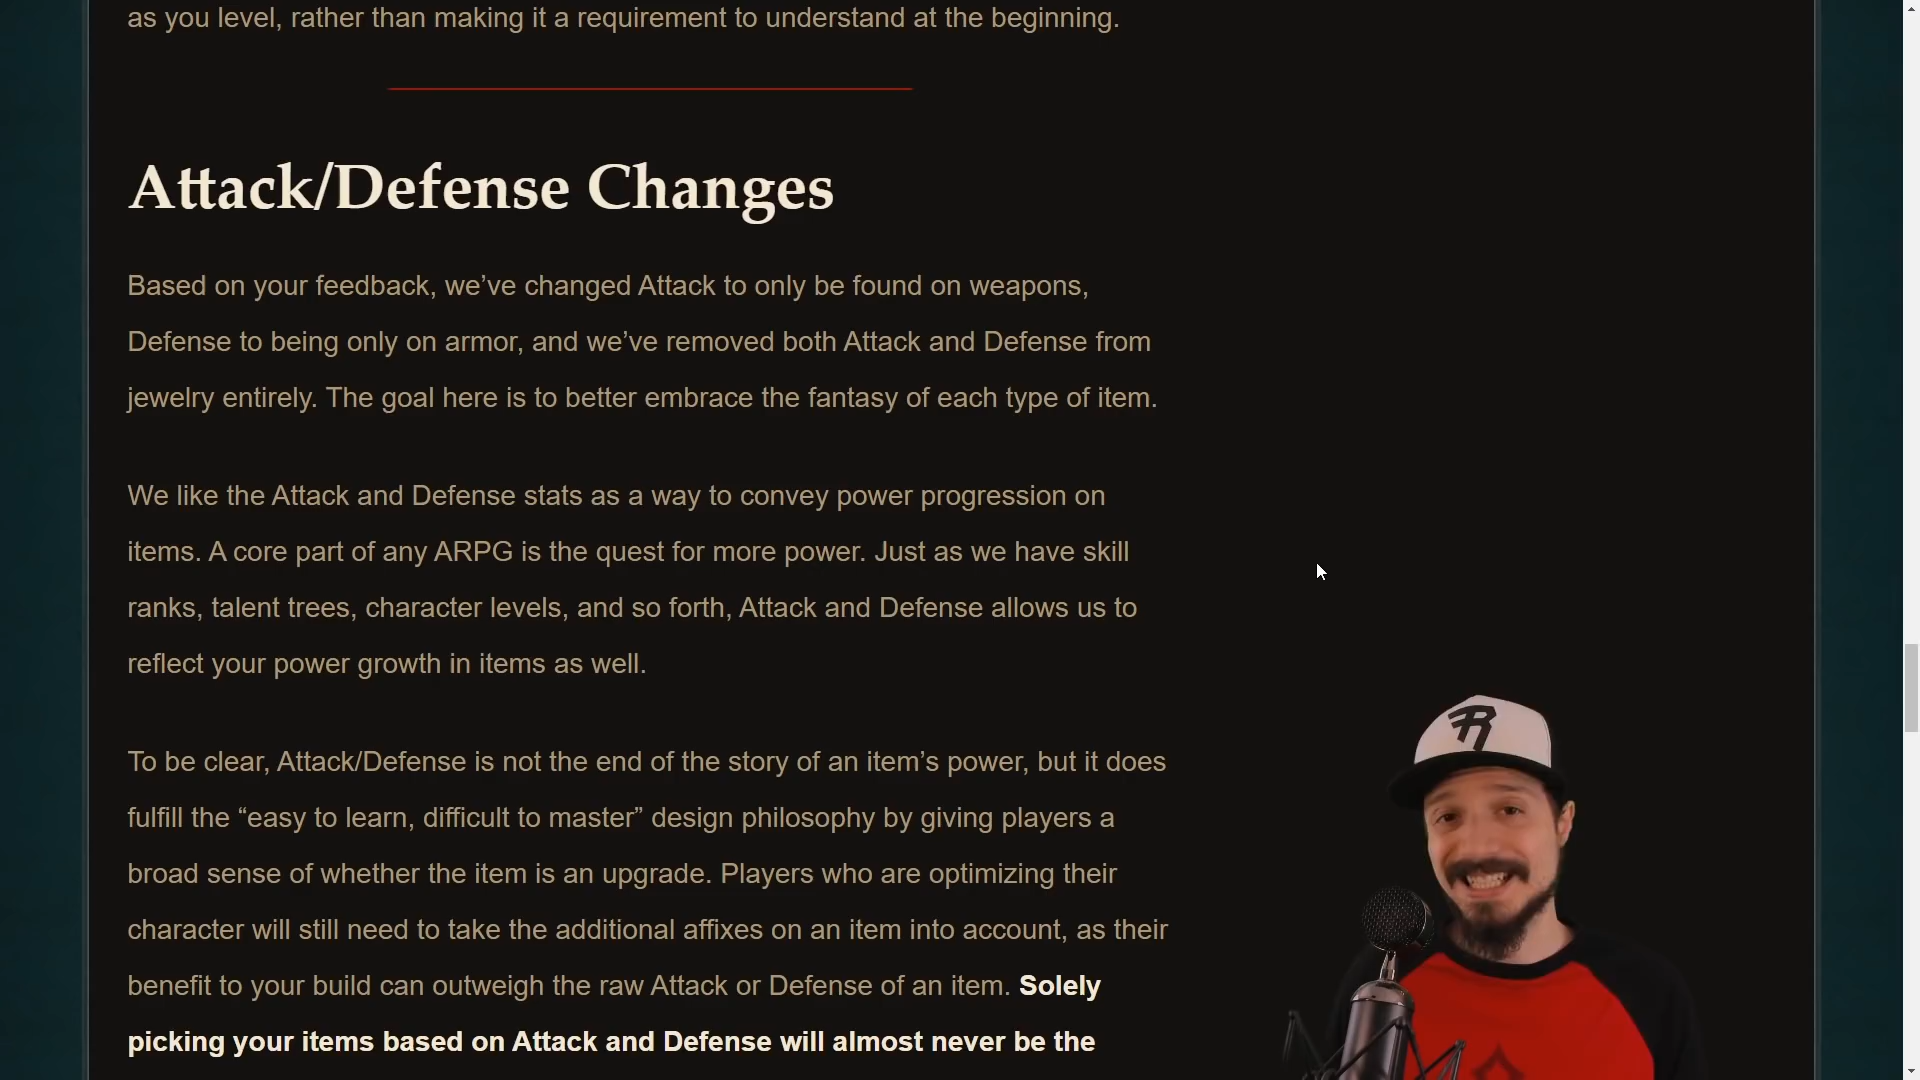 as you level, rather than making it a requirement to understand at the beginning.
Attack/Defense Changes
Based on your feedback, we’ve changed Attack to only be found on weapons,
Defense to being only on armor, and we’ve removed both Attack and Defense from
jewelry entirely. The goal here is to better embrace the fantasy of each type of item.
We like the Attack and Defense stats as a way to convey power progression on
items. A core part of any ARPG is the quest for more power. Just as we have skill
ranks, talent trees, character levels, and so forth, Attack and Defense allows us to
reflect your power growth in items as well.
To be clear, Attack/Defense is not the end of the story of an item’s power, but it does
fulfill the “easy to learn, difficult to master” design philosophy by giving players a
broad sense of whether the item is an upgrade. Players who are optimizing their
character will still need to take the additional affixes on an item into account, as their
benefit to your build can outweigh the raw Attack or Defense of an item. Solely
picking your items based on Attack and Defense will almost never be the